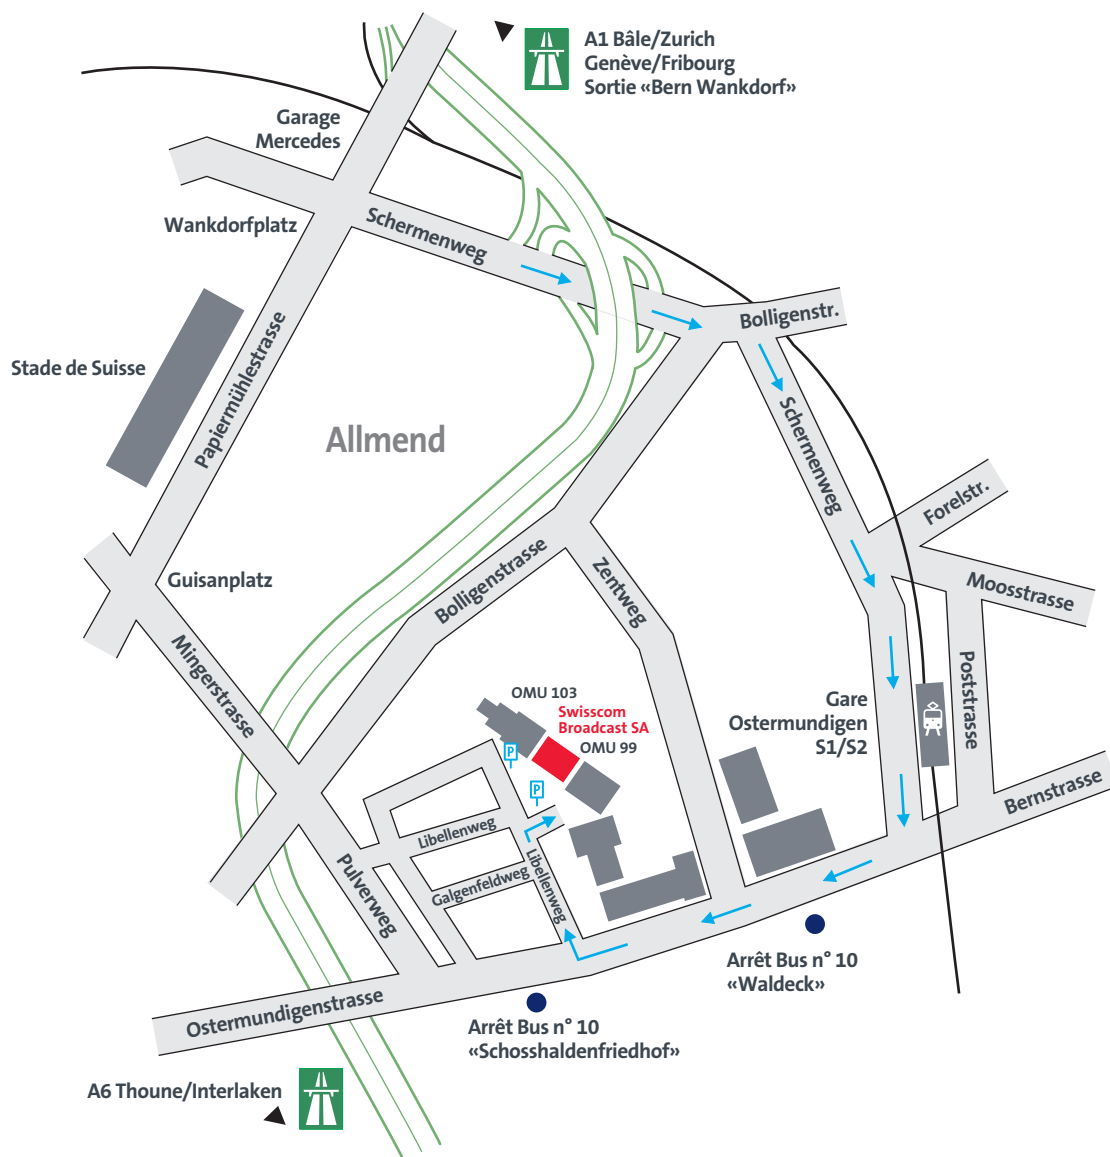 A1 Bâle/Zurich
Genève/Fribourg
Sortie «Bern Wankdorf»
Garage
Mercedes
Wankdorfplatz
Schermenweg
Bolligenstr.
Stade de Suisse
Papiermühlestrasse
Allmend
Schermenweg
Forelstr.
Moosstrasse
Guisanplatz
Bolligenstrasse
Zentweg
Mingerstrasse
Poststrasse
OMU 103
Swisscom
Broadcast SA
OMU 99
Gare
Ostermundigen
S1/S2
P
P
Bernstrasse
Libellenweg
Galgenfeldweg
Libellenweg
Pulverweg
Ostermundigenstrasse
Arrêt Bus n° 10
«Waldeck»
Arrêt Bus n° 10
«Schosshaldenfriedhof»
A6 Thoune/Interlaken